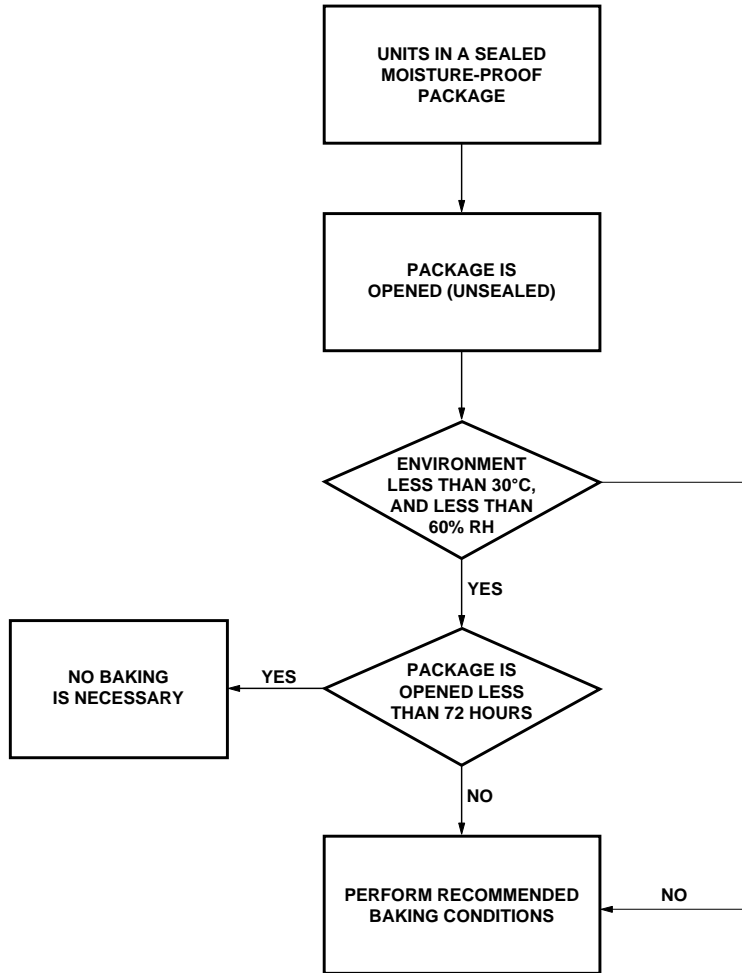 UNITS IN A SEALED
MOISTURE-PROOF
PACKAGE
PACKAGE IS
OPENED (UNSEALED)
ENVIRONMENT
LESS THAN 30°C,
AND LESS THAN
60% RH
YES
NO BAKING
IS NECESSARY
YES
PACKAGE IS
OPENED LESS
THAN 72 HOURS
NO
PERFORM RECOMMENDED
BAKING CONDITIONS
NO